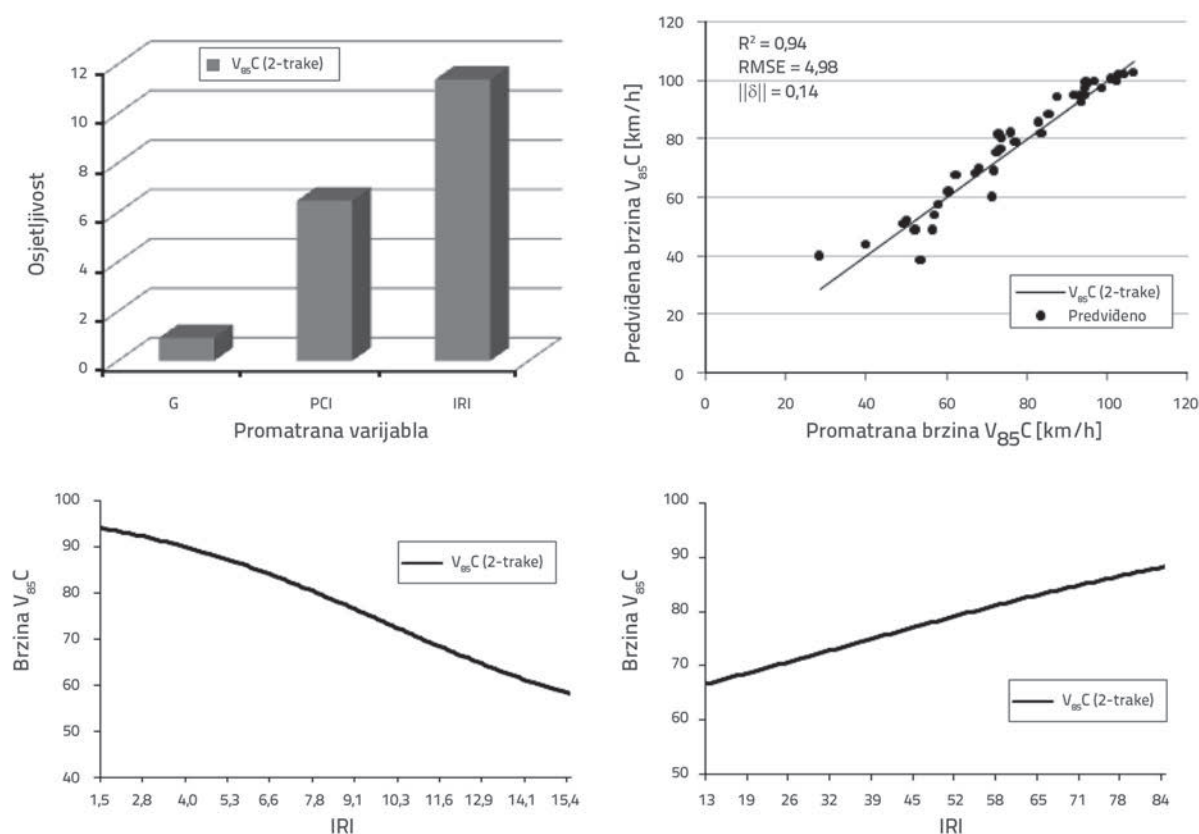 V₈₅C (2-trake)
Osjetljivost
12
10
8
6
4
2
0
G PCI IRI
Promatrana varijabla
R² = 0,94
RMSE = 4,98
||δ|| = 0,14
Predviđena brzina V₈₅C [km/h]
120
100
80
60
40
20
0
V₈₅C (2-trake)
Predviđeno
0 20 40 60 80 100 120
Promatrana brzina V₈₅C [km/h]
Brzina V₈₅C
100
90
80
70
60
50
40
V₈₅C (2-trake)
1,5 2,8 4,0 5,3 6,6 7,8 9,1 10,3 11,6 12,9 14,1 15,4
IRI
Brzina V₈₅C
100
90
80
70
60
50
V₈₅C (2-trake)
13 19 26 32 39 45 52 58 65 71 78 84
IRI